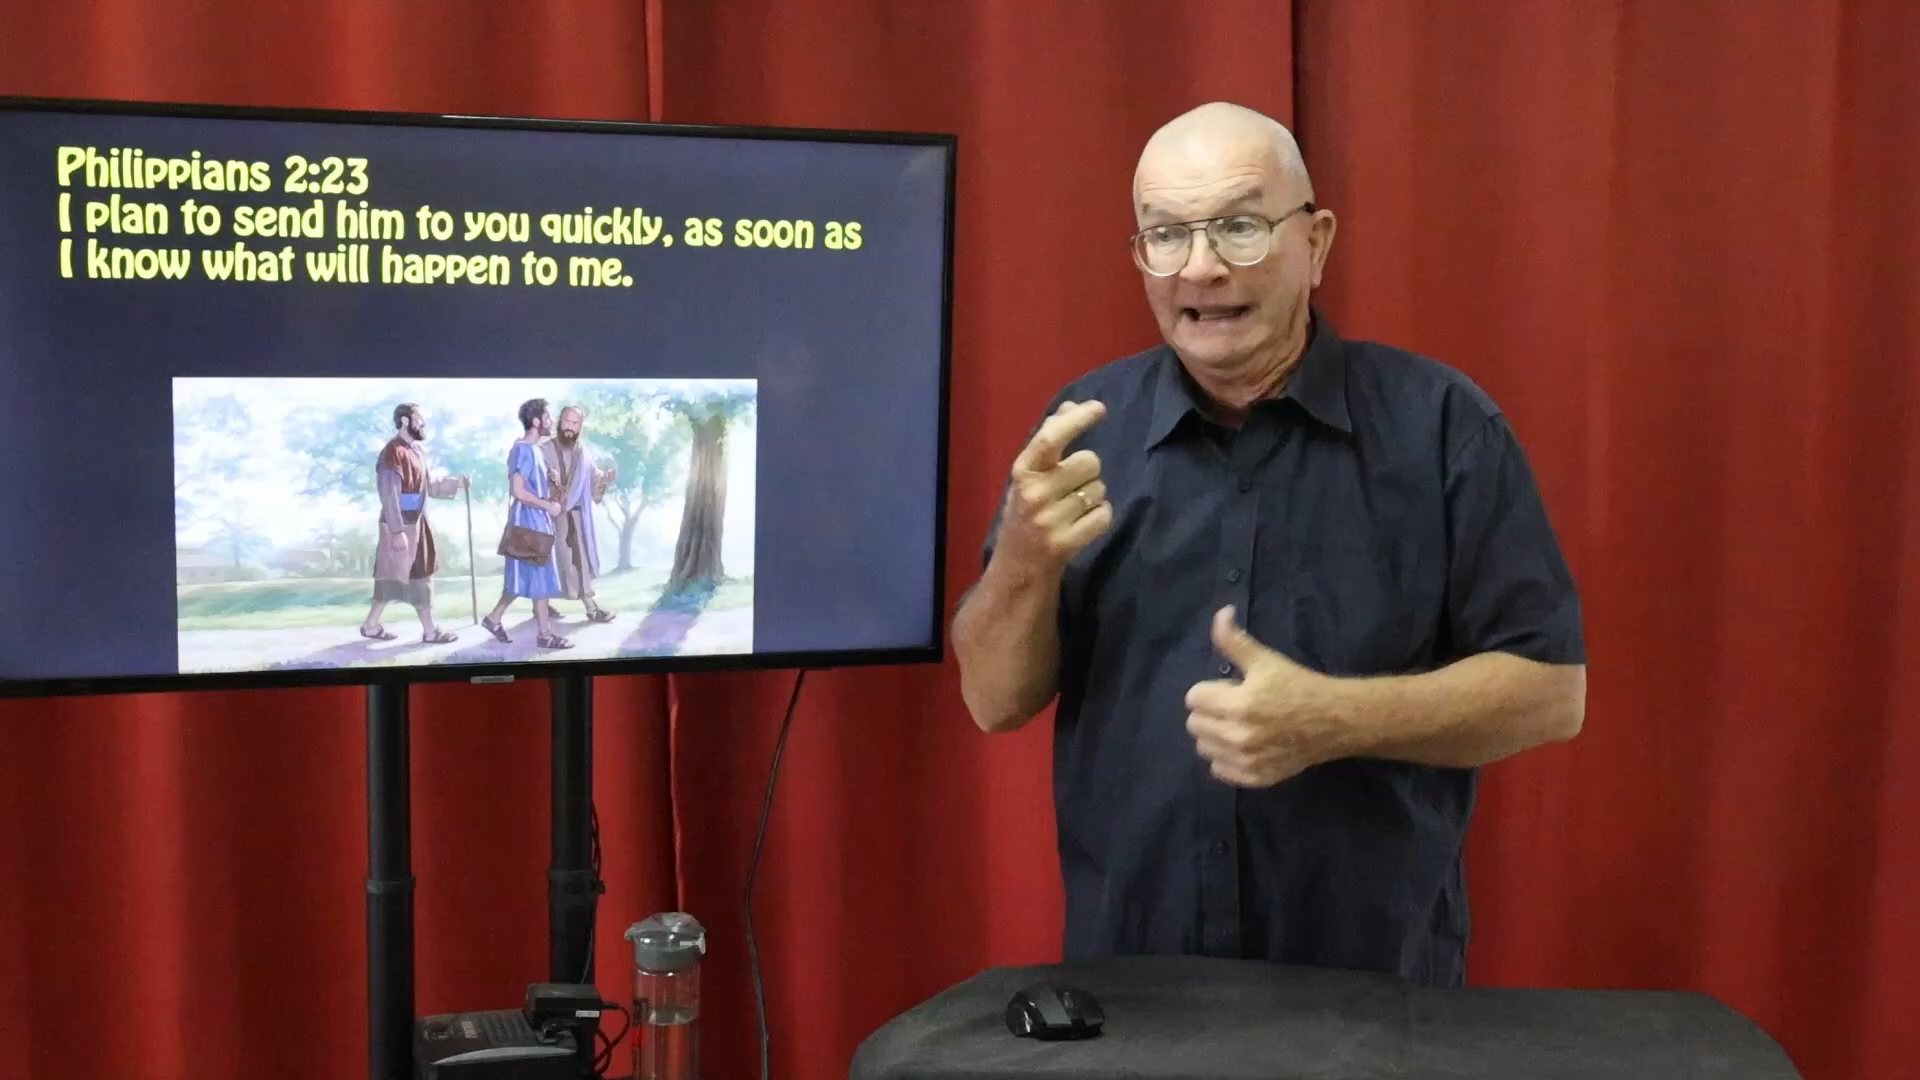 Philippians 2:23
I plan to send him to you quickly, as soon as
I know what will happen to me.